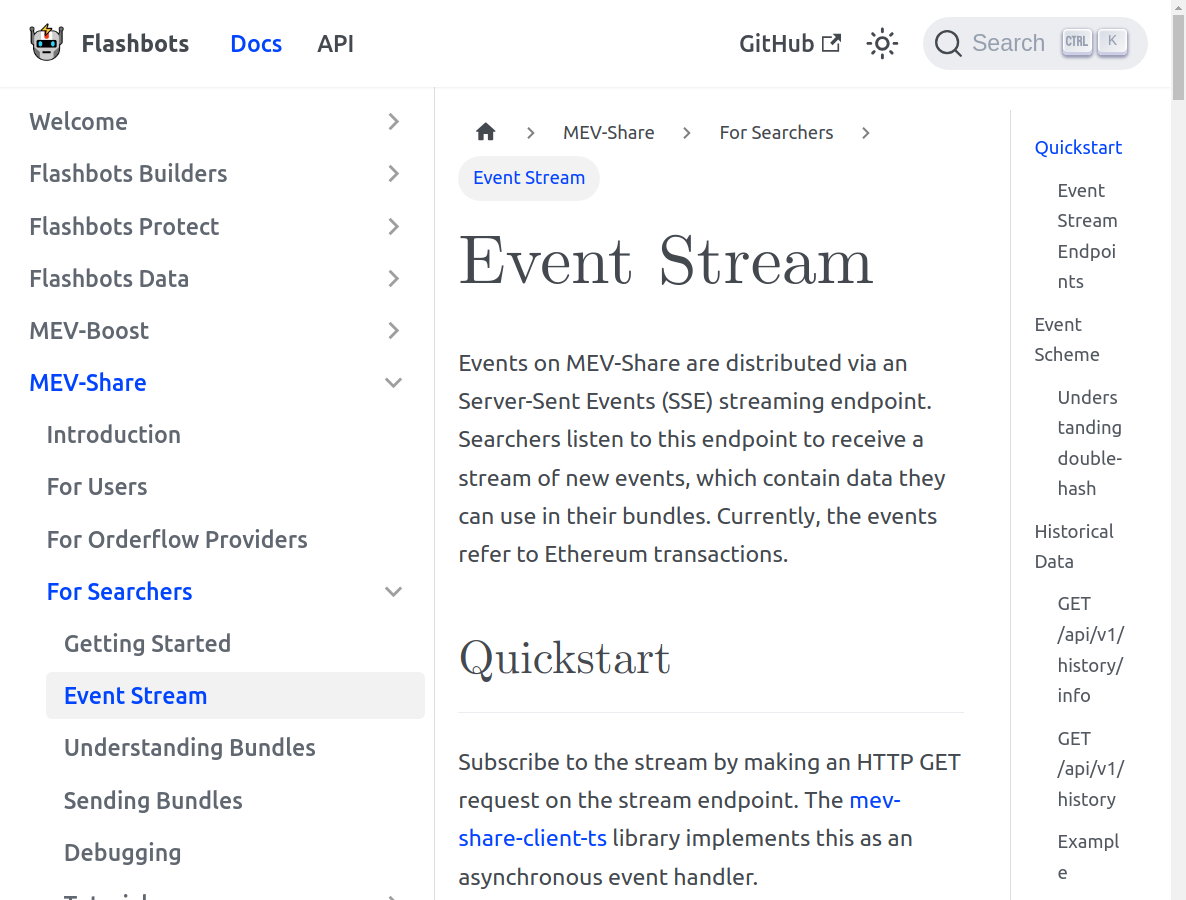 Flashbots
Docs
API
GitHub
Search
CTRL
K
Welcome
Flashbots Builders
Flashbots Protect
Flashbots Data
MEV-Boost
MEV-Share
Introduction
For Users
For Orderflow Providers
For Searchers
Getting Started
Event Stream
Understanding Bundles
Sending Bundles
Debugging
MEV-Share
For Searchers
Event Stream
Event Stream
Events on MEV-Share are distributed via an
Server-Sent Events (SSE) streaming endpoint.
Searchers listen to this endpoint to receive a
stream of new events, which contain data they
can use in their bundles. Currently, the events
refer to Ethereum transactions.
Quickstart
Subscribe to the stream by making an HTTP GET
request on the stream endpoint. The mev-
share-client-ts library implements this as an
asynchronous event handler.
Quickstart
Event
Stream
Endpoi
nts
Event
Scheme
Unders
tanding
double-
hash
Historical
Data
GET
/api/v1/
history/
info
GET
/api/v1/
history
Exampl
e